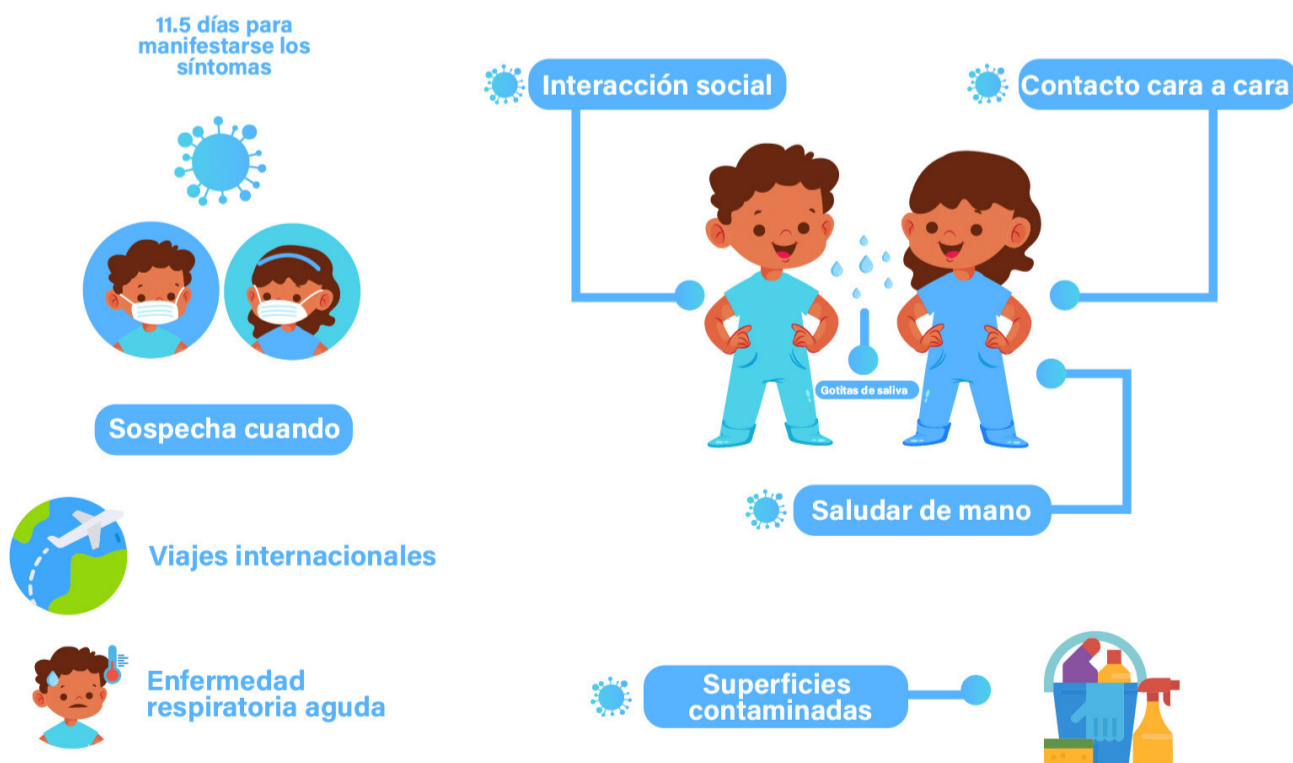 11.5 días para
manifestarse los
síntomas
Sospecha cuando
Viajes internacionales
Enfermedad
respiratoria aguda
Interacción social
Contacto cara a cara
Gotitas de saliva
Saludar de mano
Superficies
contaminadas